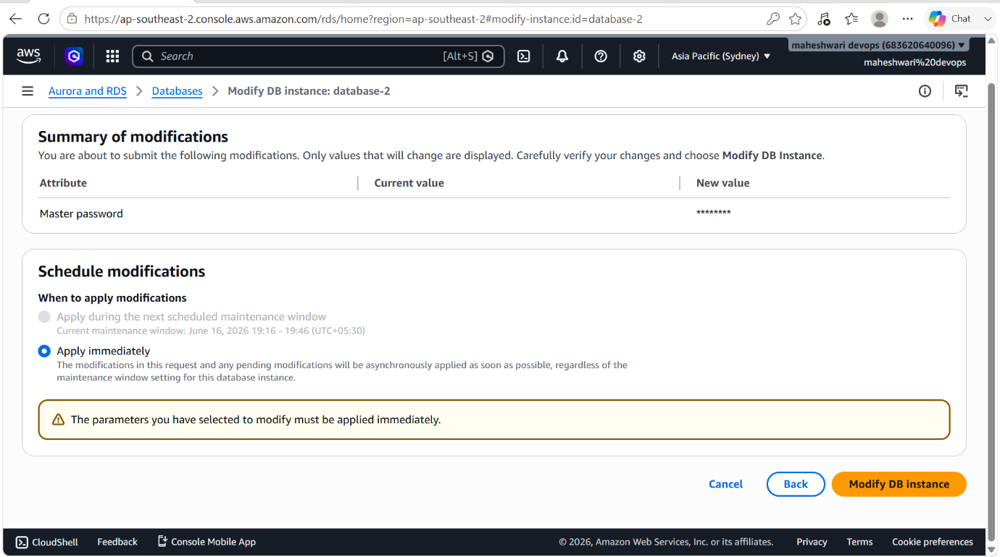 https://ap-southeast-2.console.aws.amazon.com/rds/home?region=ap-southeast-2#modify-instance:id=database-2
Chat
aws
Search
[Alt+S]
Asia Pacific (Sydney)
maheshwari devops (683620640096)
maheshwari%20devops
Aurora and RDS > Databases > Modify DB instance: database-2
Summary of modifications
You are about to submit the following modifications. Only values that will change are displayed. Carefully verify your changes and choose Modify DB Instance.
Attribute Current value New value
Master password ********
Schedule modifications
When to apply modifications
Apply during the next scheduled maintenance window
Current maintenance window: June 16, 2026 19:16 - 19:46 (UTC+05:30)
Apply immediately
The modifications in this request and any pending modifications will be asynchronously applied as soon as possible, regardless of the
maintenance window setting for this database instance.
The parameters you have selected to modify must be applied immediately.
Cancel Back Modify DB instance
CloudShell Feedback Console Mobile App © 2026, Amazon Web Services, Inc. or its affiliates. Privacy Terms Cookie preferences